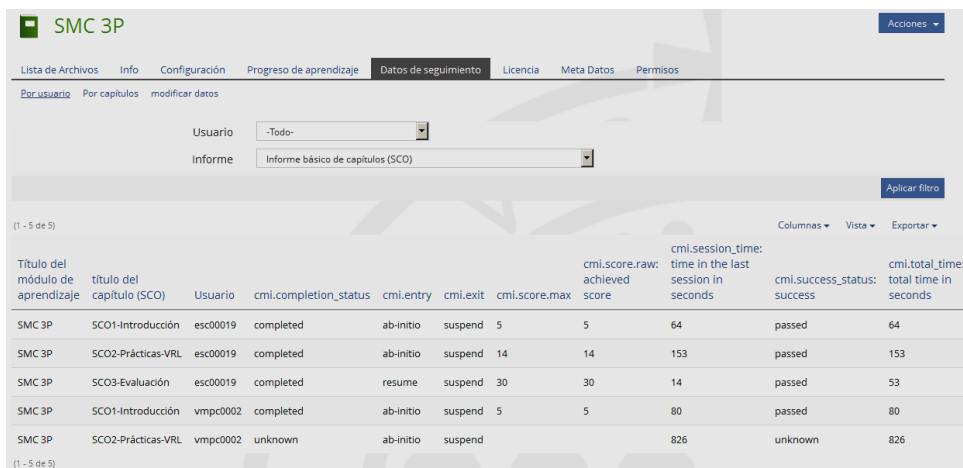 SMC 3P
Acciones
Lista de Archivos Info Configuración Progreso de aprendizaje Datos de seguimiento Licencia Meta Datos Permisos
Por usuario Por capítulos modificar datos
Usuario -Todo-
Informe Informe básico de capítulos (SCO)
Aplicar filtro
(1 - 5 de 5) Columnas Vista Exportar
Título del módulo de aprendizaje título del capítulo (SCO) Usuario cmi.completion_status cmi.entry cmi.exit cmi.score.max cmi.score.raw: achieved score cmi.session_time: time in the last session in seconds cmi.success_status: success cmi.total_time: total time in seconds
SMC 3P SCO1-Introducción esc00019 completed ab-initio suspend 5 5 64 passed 64
SMC 3P SCO2-Prácticas-VRL esc00019 completed ab-initio suspend 14 14 153 passed 153
SMC 3P SCO3-Evaluación esc00019 completed resume suspend 30 30 14 passed 53
SMC 3P SCO1-Introducción vmpc0002 completed ab-initio suspend 5 5 80 passed 80
SMC 3P SCO2-Prácticas-VRL vmpc0002 unknown ab-initio suspend 826 unknown 826
(1 - 5 de 5)